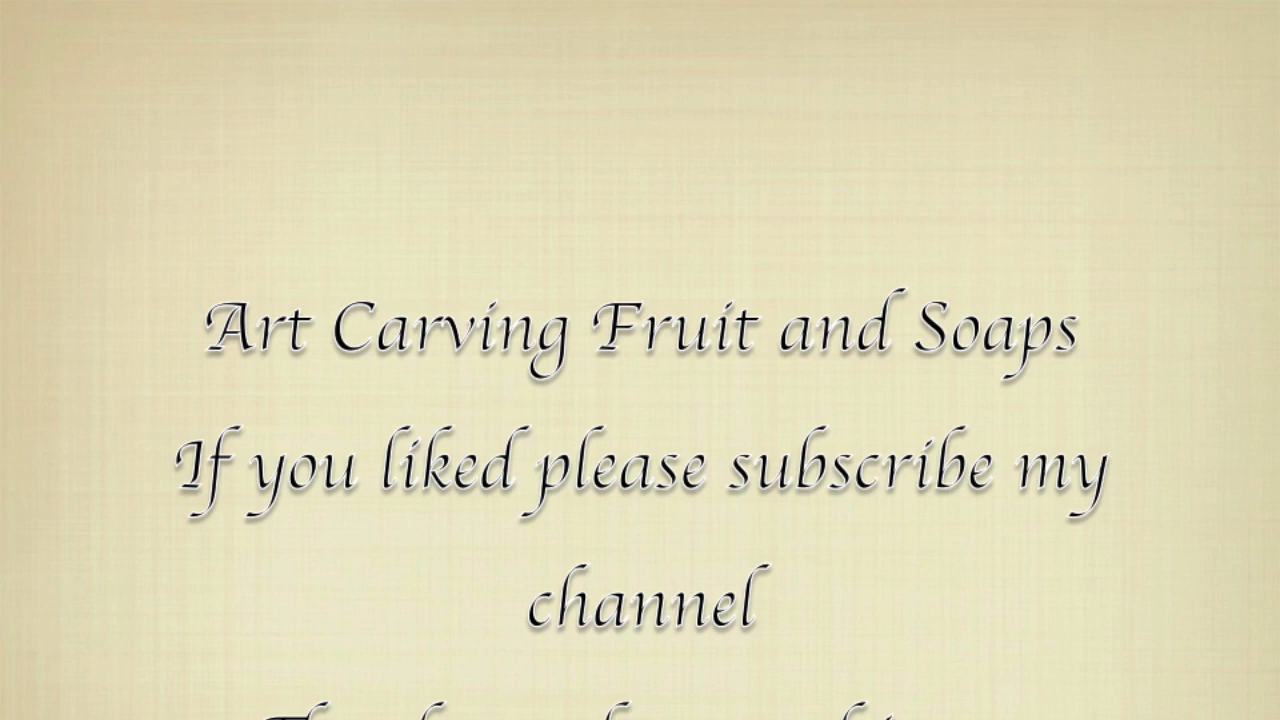 Art Carving Fruit and Soaps
If you liked please subscribe my
channel